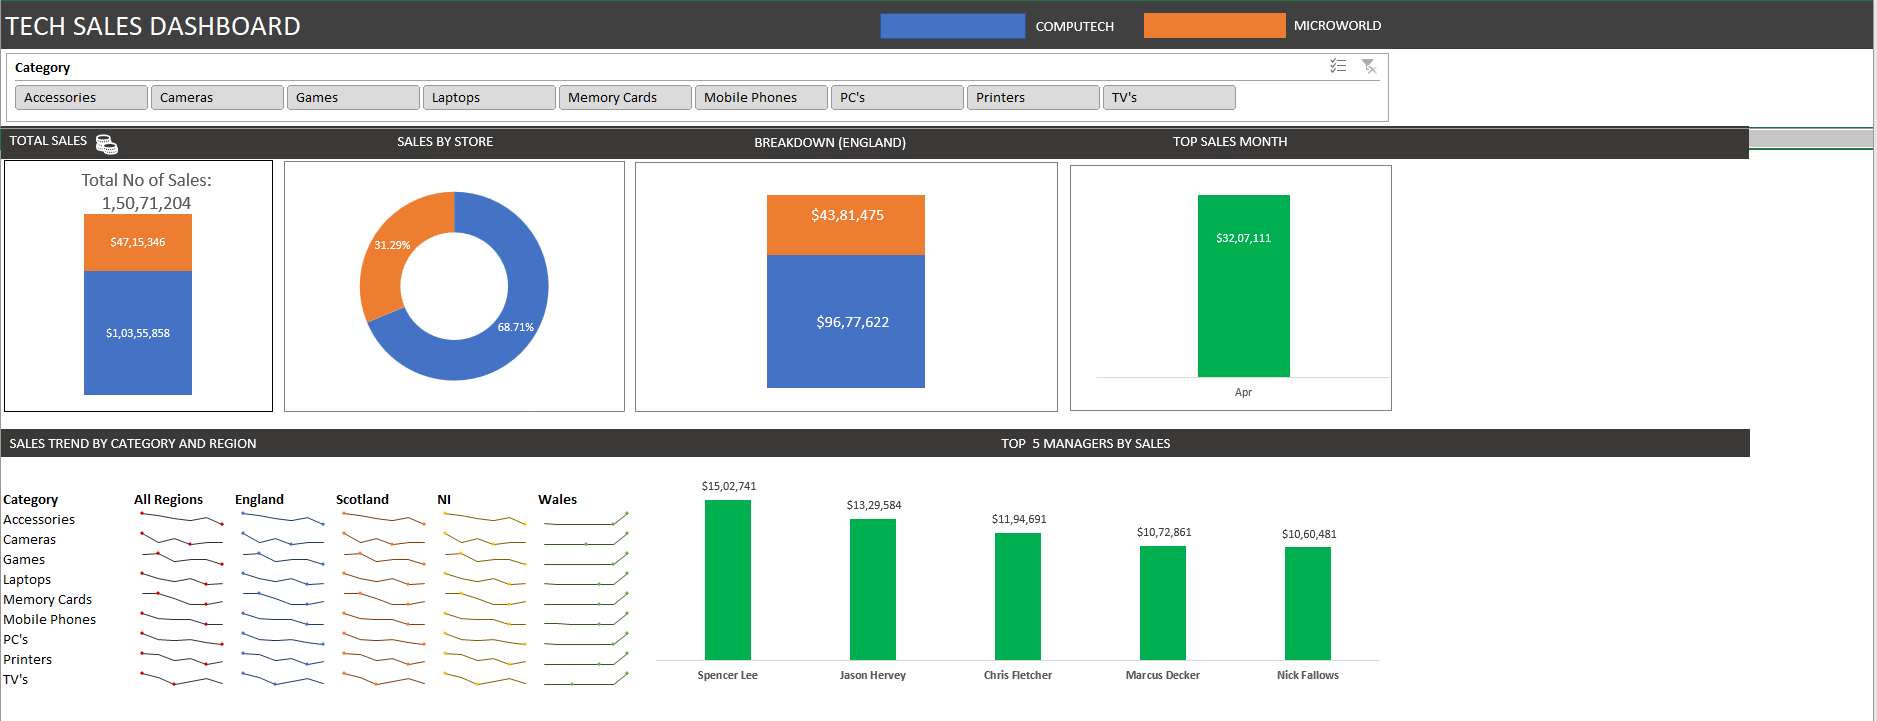 TECH SALES DASHBOARD
COMPUTECH
MICROWORLD
Category
Accessories
Cameras
Games
Laptops
Memory Cards
Mobile Phones
PC's
Printers
TV's
TOTAL SALES
SALES BY STORE
BREAKDOWN (ENGLAND)
TOP SALES MONTH
Total No of Sales:
1,50,71,204
$47,15,346
$1,03,55,858
31.29%
68.71%
$43,81,475
$96,77,622
$32,07,111
Apr
SALES TREND BY CATEGORY AND REGION
TOP  5 MANAGERS BY SALES
Category
All Regions
England
Scotland
NI
Wales
Accessories
Cameras
Games
Laptops
Memory Cards
Mobile Phones
PC's
Printers
TV's
$15,02,741
$13,29,584
$11,94,691
$10,72,861
$10,60,481
Spencer Lee
Jason Hervey
Chris Fletcher
Marcus Decker
Nick Fallows